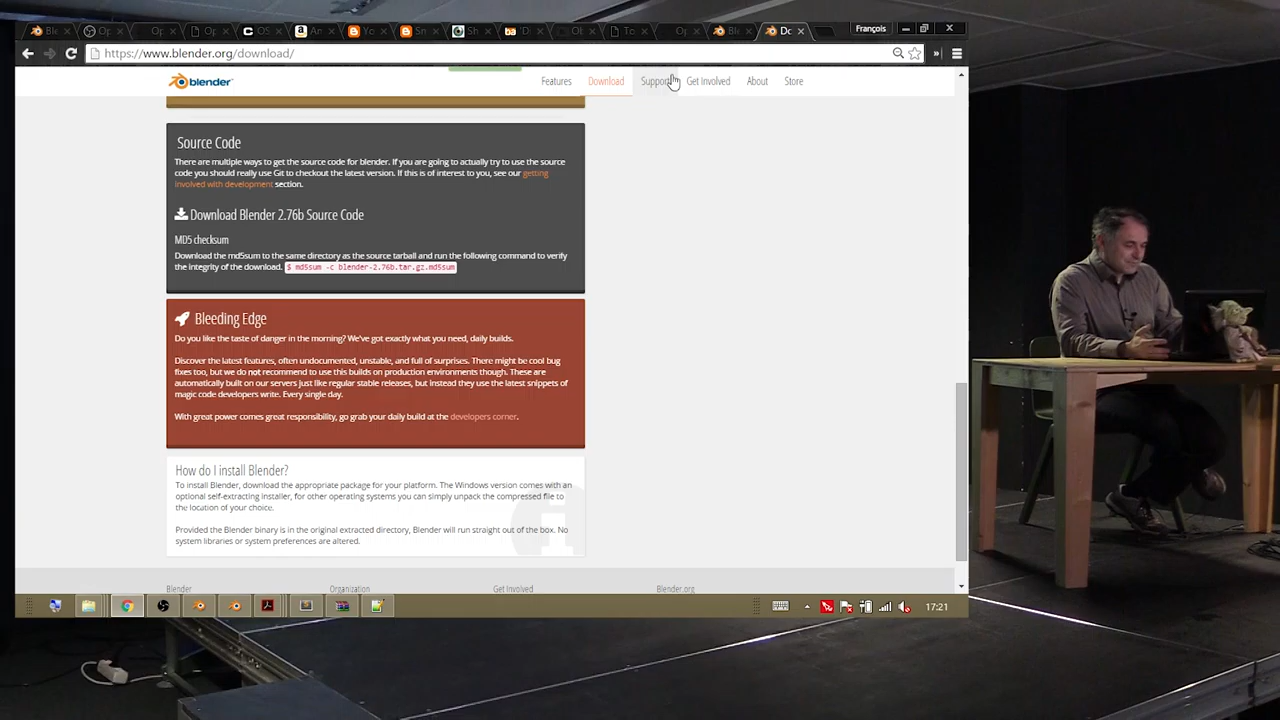 François
https://www.blender.org/download/
blender
Features
Download
Support
Get Involved
About
Store
Source Code
There are multiple ways to get the source code for blender. If you are going to actually try to use the source
code you should really use Git to checkout the latest version. If this is of interest to you, see our getting
involved with development section.
Download Blender 2.76b Source Code
MD5 checksum
Download the md5sum to the same directory as the source tarball and run the following command to verify
the integrity of the download. $ md5sum -c blender-2.76b.tar.gz.md5sum
Bleeding Edge
Do you like the taste of danger in the morning? We've got exactly what you need, daily builds.
Discover the latest features, often undocumented, unstable, and full of surprises. There might be cool bug
fixes too, but we do not recommend to use this builds on production environments though. These are
automatically built on our servers just like regular stable releases, but instead they use the latest snippets of
magic code developers write. Every single day.
With great power comes great responsibility, go grab your daily build at the developers corner.
How do I install Blender?
To install Blender, download the appropriate package for your platform. The Windows version comes with an
optional self-extracting installer, for other operating systems you can simply unpack the compressed file to
the location of your choice.
Provided the Blender binary is in the original extracted directory, Blender will run straight out of the box. No
system libraries or system preferences are altered.
Blender
Organization
Get Involved
Blender.org
17:21